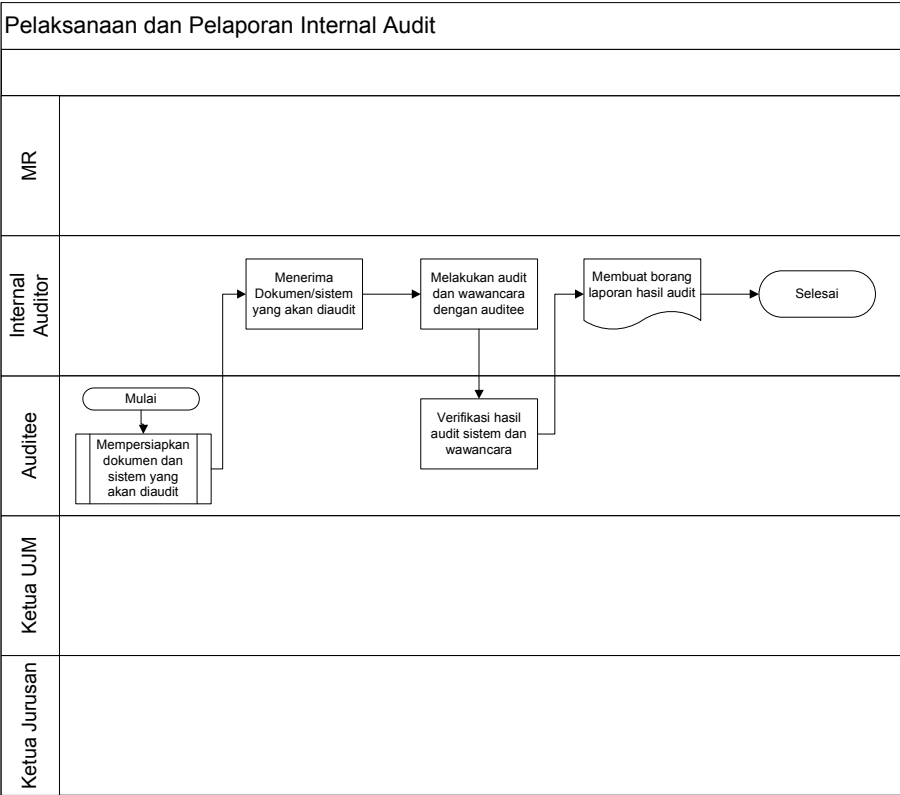 Pelaksanaan dan Pelaporan Internal Audit
MR
Internal
Auditor
Menerima
Dokumen/sistem
yang akan diaudit
Melakukan audit
dan wawancara
dengan auditee
Membuat borang
laporan hasil audit
Selesai
Auditee
Mulai
Mempersiapkan
dokumen dan
sistem yang
akan diaudit
Verifikasi hasil
audit sistem dan
wawancara
Ketua UJM
Ketua Jurusan